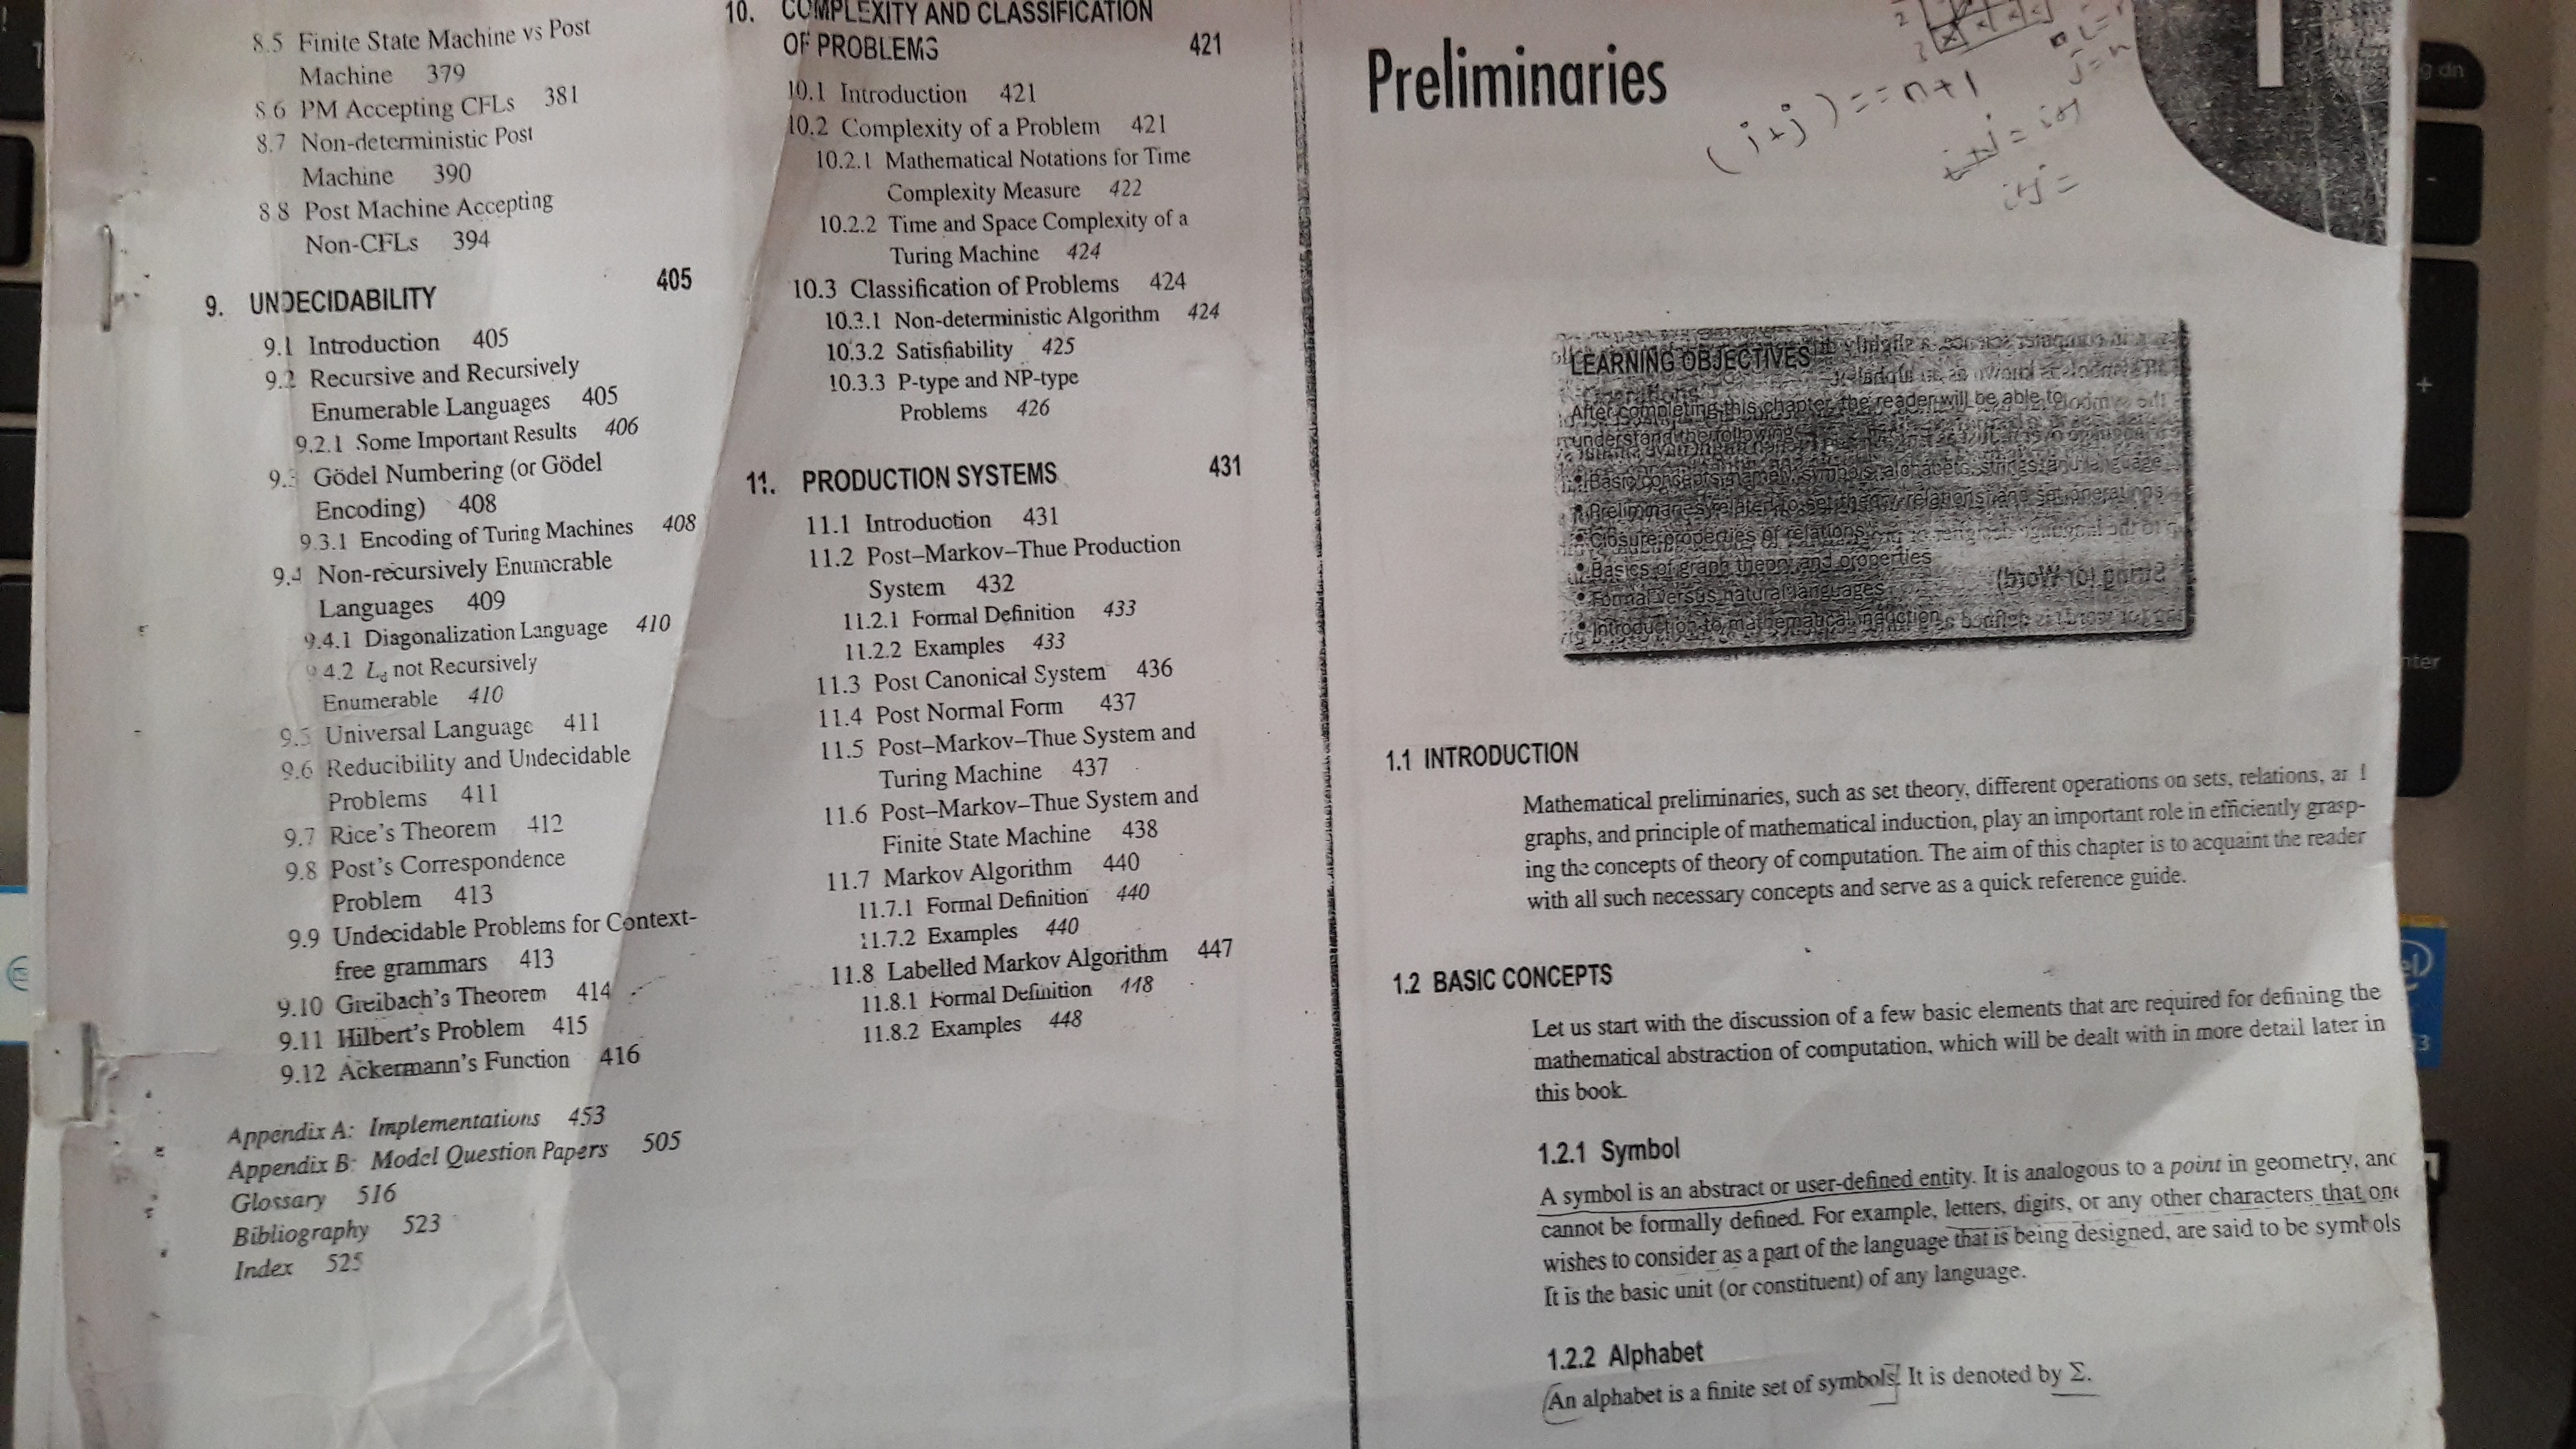 8.5 Finite State Machine vs Post
Machine 379
8.6 PM Accepting CFLs 381
8.7 Non-deterministic Post
Machine 390
8.8 Post Machine Accepting
Non-CFLs 394
9. UNDECIDABILITY 405
9.1 Introduction 405
9.2 Recursive and Recursively
Enumerable Languages 405
9.2.1 Some Important Results 406
9.3 Gödel Numbering (or Gödel
Encoding) 408
9.3.1 Encoding of Turing Machines 408
9.4 Non-recursively Enumerable
Languages 409
9.4.1 Diagonalization Language 410
9.4.2 L_d not Recursively
Enumerable 410
9.5 Universal Language 411
9.6 Reducibility and Undecidable
Problems 411
9.7 Rice's Theorem 412
9.8 Post's Correspondence
Problem 413
9.9 Undecidable Problems for Context-
free grammars 413
9.10 Greibach's Theorem 414
9.11 Hilbert's Problem 415
9.12 Ackermann's Function 416
Appendix A: Implementations 453
Appendix B: Model Question Papers 505
Glossary 516
Bibliography 523
Index 525
10. COMPLEXITY AND CLASSIFICATION
OF PROBLEMS 421
10.1 Introduction 421
10.2 Complexity of a Problem 421
10.2.1 Mathematical Notations for Time
Complexity Measure 422
10.2.2 Time and Space Complexity of a
Turing Machine 424
10.3 Classification of Problems 424
10.3.1 Non-deterministic Algorithm 424
10.3.2 Satisfiability 425
10.3.3 P-type and NP-type
Problems 426
11. PRODUCTION SYSTEMS 431
11.1 Introduction 431
11.2 Post–Markov–Thue Production
System 432
11.2.1 Formal Definition 433
11.2.2 Examples 433
11.3 Post Canonical System 436
11.4 Post Normal Form 437
11.5 Post–Markov–Thue System and
Turing Machine 437
11.6 Post–Markov–Thue System and
Finite State Machine 438
11.7 Markov Algorithm 440
11.7.1 Formal Definition 440
11.7.2 Examples 440
11.8 Labelled Markov Algorithm 447
11.8.1 Formal Definition 448
11.8.2 Examples 448
Preliminaries
(i+j) == n+1
i+j =
LEARNING OBJECTIVES
After completing this chapter, the reader will be able to
understand the following:
• Basic concepts, namely, symbols, alphabets, strings, and language
• Preliminaries related to set theory, relations, and set operations
• Closure properties of relations
• Basics of graph theory and properties
• Formal versus natural languages
• Introduction to mathematical induction
1.1 INTRODUCTION
Mathematical preliminaries, such as set theory, different operations on sets, relations, and
graphs, and principle of mathematical induction, play an important role in efficiently grasp-
ing the concepts of theory of computation. The aim of this chapter is to acquaint the reader
with all such necessary concepts and serve as a quick reference guide.
1.2 BASIC CONCEPTS
Let us start with the discussion of a few basic elements that are required for defining the
mathematical abstraction of computation, which will be dealt with in more detail later in
this book.
1.2.1 Symbol
A symbol is an abstract or user-defined entity. It is analogous to a point in geometry, and
cannot be formally defined. For example, letters, digits, or any other characters that one
wishes to consider as a part of the language that is being designed, are said to be symbols
It is the basic unit (or constituent) of any language.
1.2.2 Alphabet
An alphabet is a finite set of symbols. It is denoted by Σ.